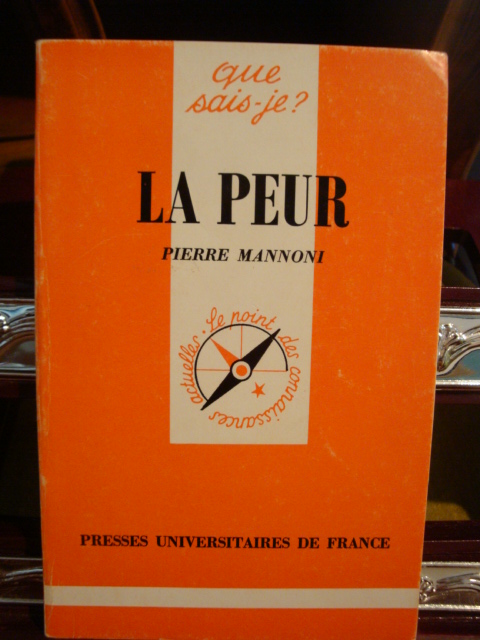 que
sais-je?
LA PEUR
PIERRE MANNONI
Le point des connaissances actuelles.
PRESSES UNIVERSITAIRES DE FRANCE